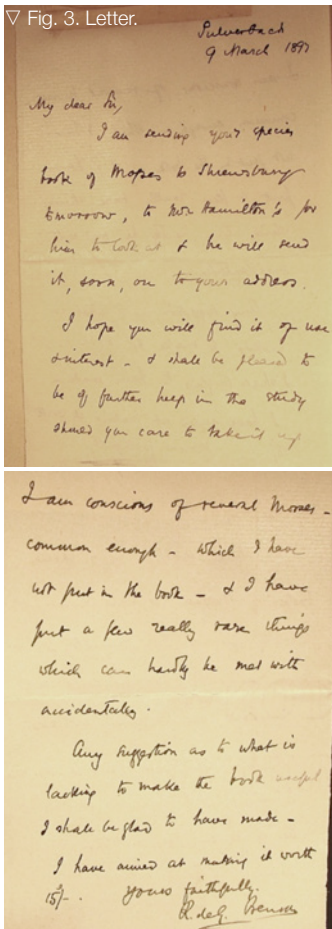 ▽ Fig. 3. Letter.
Pulverbach
9 March 1897
My dear Sir,
I am sending your species
book of Mosses to Shrewsbury
tomorrow, to Mr Hamilton's for
him to look at & he will send
it, soon, on to your address.
I hope you will find it of use
& interest - & shall be pleased to
be of further help in the study
should you care to take it up
I am conscious of several Mosses -
common enough - which I have
not put in the book - & I have
put a few really rare things
which can hardly be met with
accidentally.
Any suggestion as to what is
lacking to make the book useful
I shall be glad to have made -
I have aimed at making it worth
15/-. Yours faithfully.
R. de G. Benson